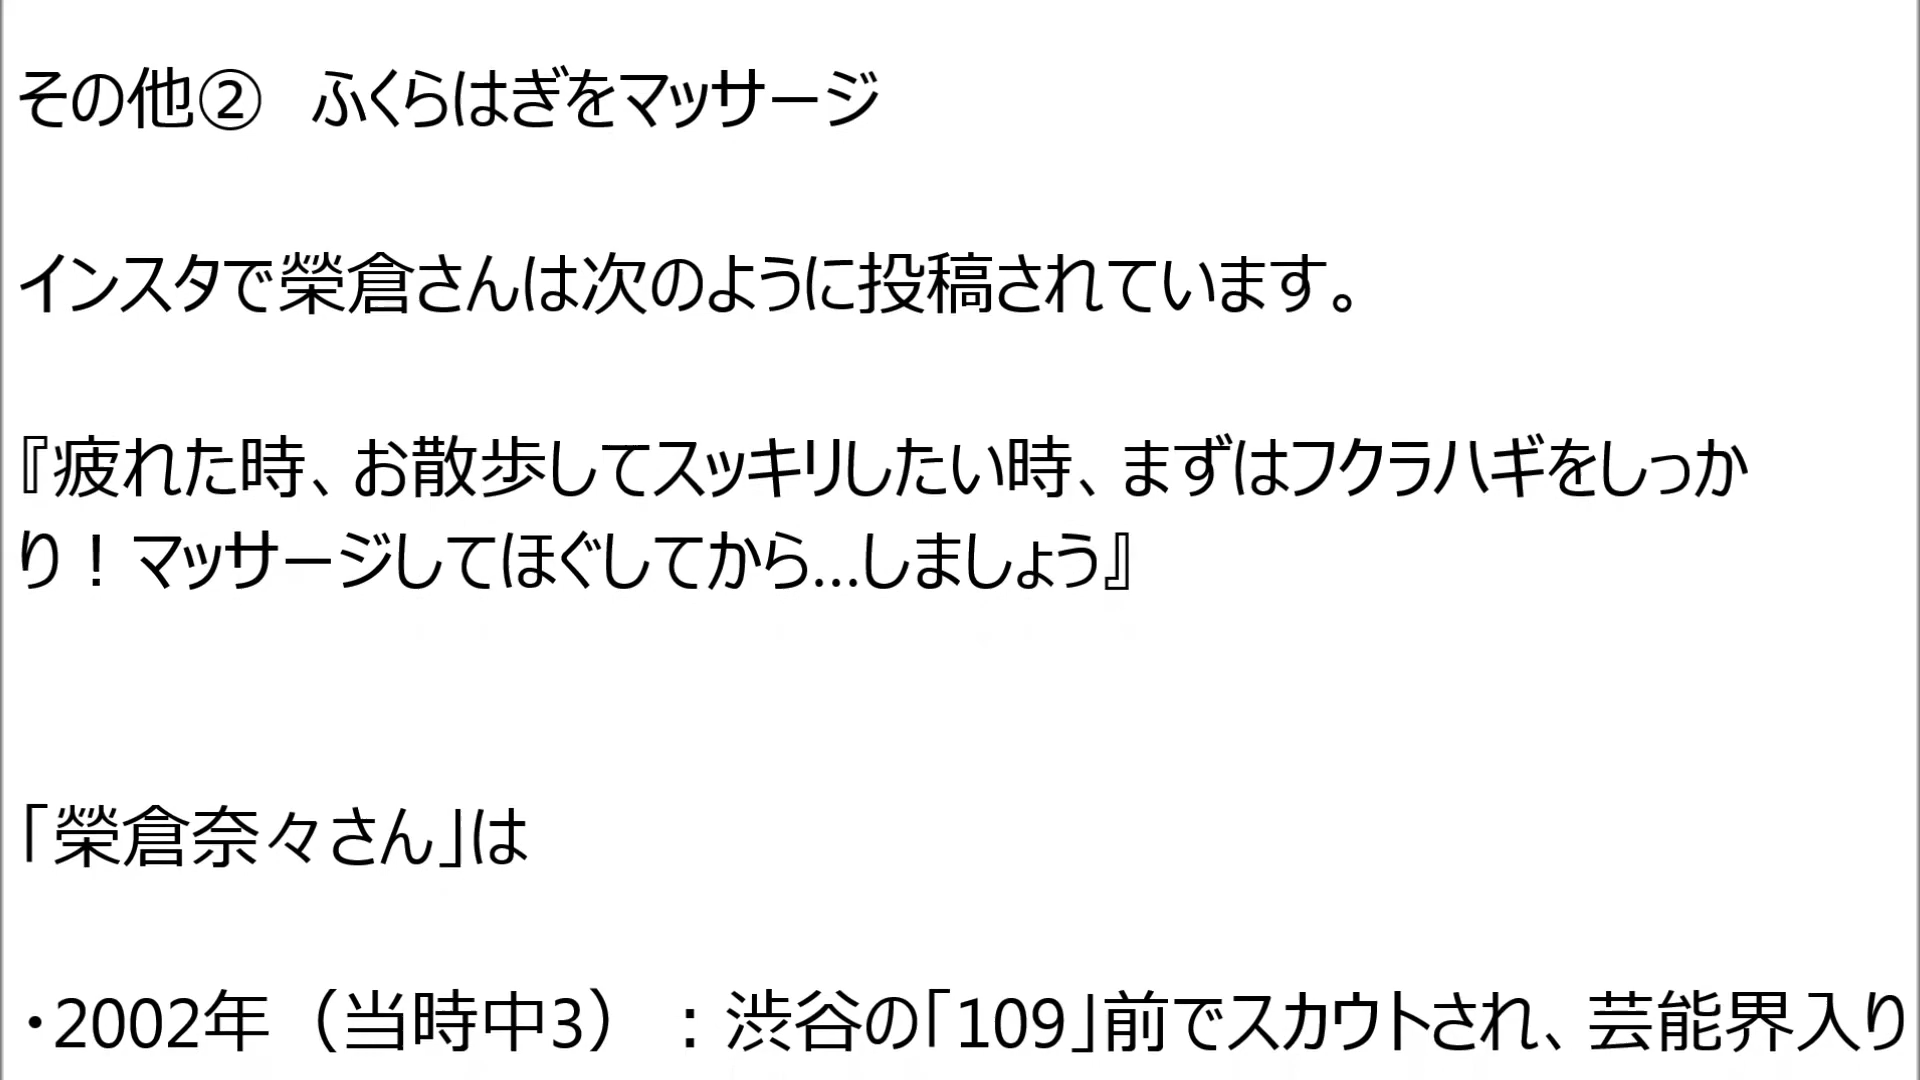 その他② ふくらはぎをマッサージ
インスタで榮倉さんは次のように投稿されています。
『疲れた時、お散歩してスッキリしたい時、まずはフクラハギをしっか
り！マッサージしてほぐしてから…しましょう』
「榮倉奈々さん」は
・2002年（当時中3）：渋谷の「109」前でスカウトされ、芸能界入り